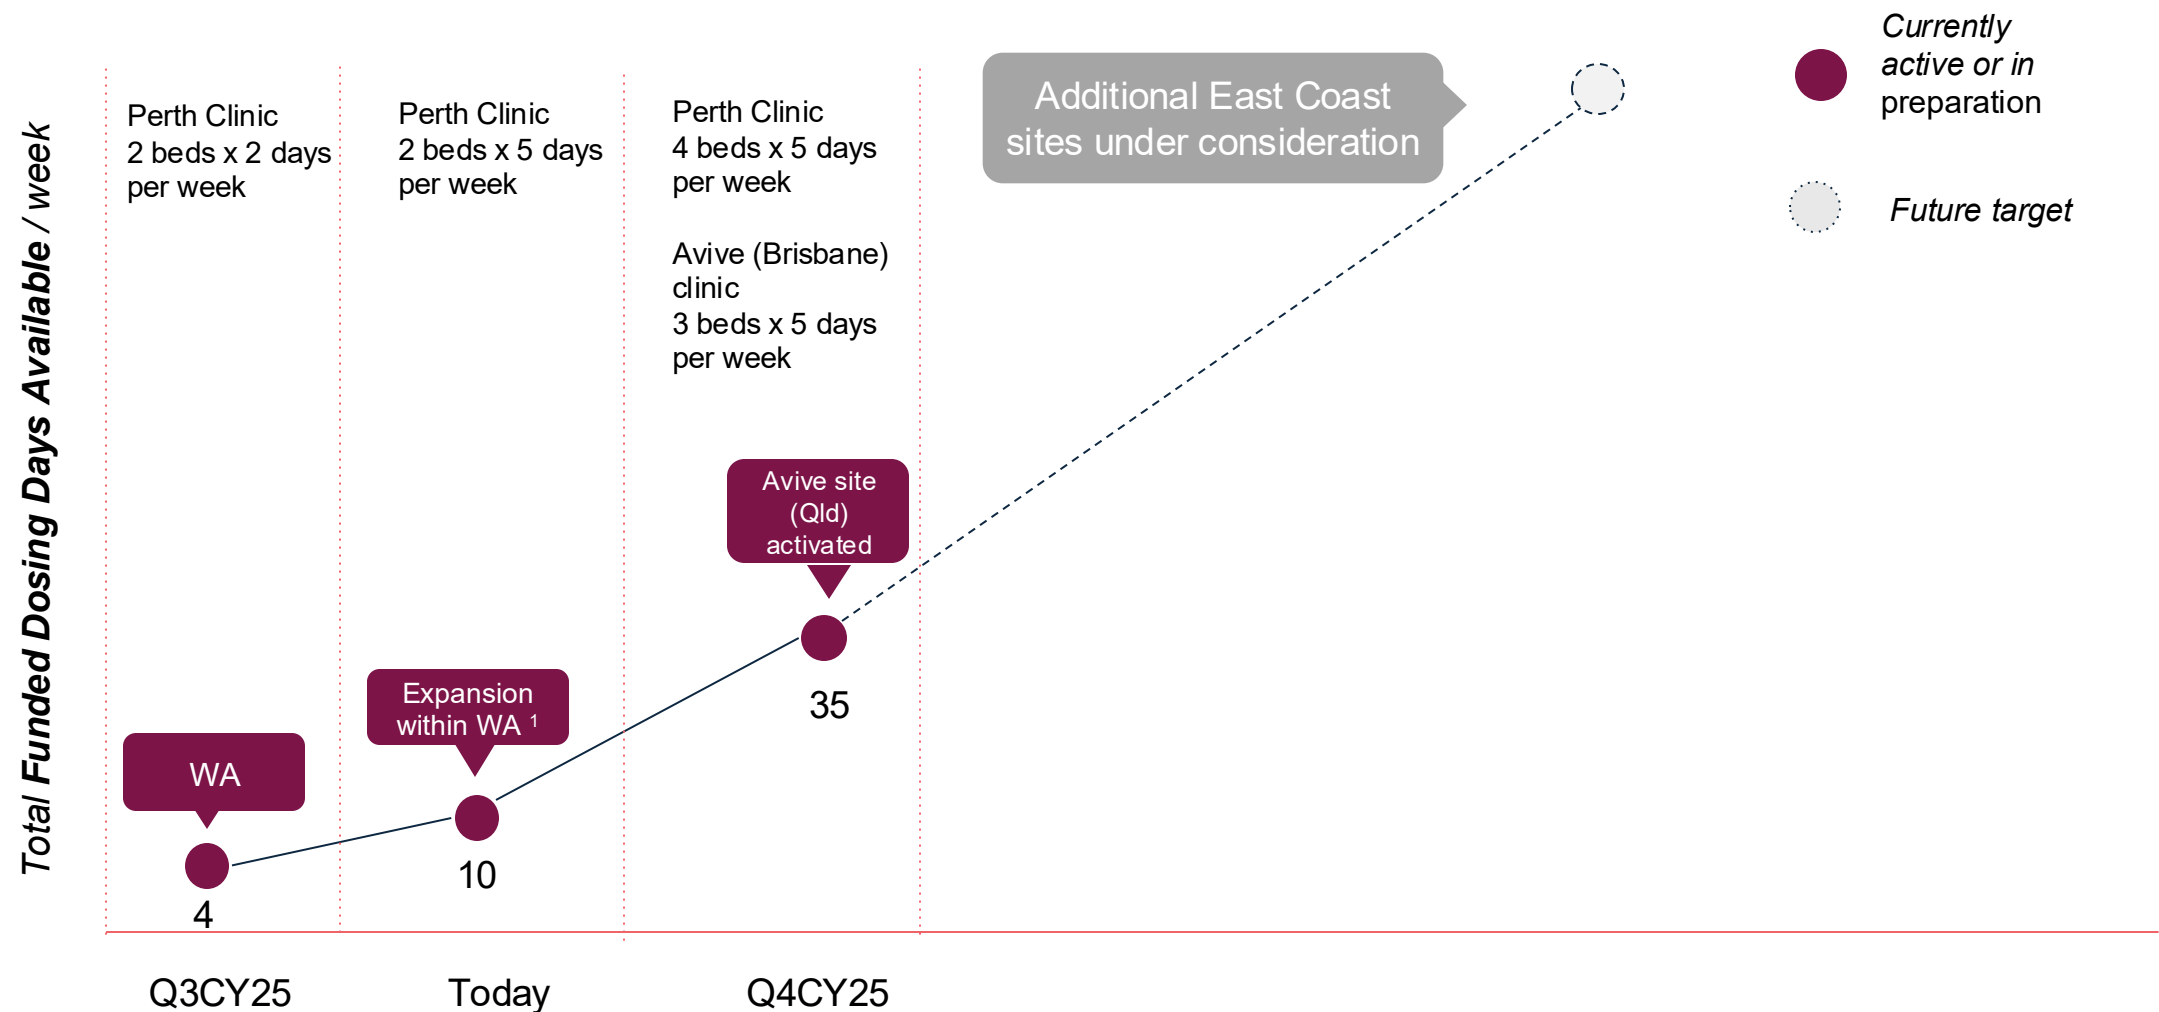 Total Funded Dosing Days Available / week
Perth Clinic
2 beds x 2 days
per week
Perth Clinic
2 beds x 5 days
per week
Perth Clinic
4 beds x 5 days
per week
Avive (Brisbane)
clinic
3 beds x 5 days
per week
Additional East Coast
sites under consideration
Currently
active or in
preparation
Future target
Avive site
(Qld)
activated
35
Expansion
within WA ¹
10
WA
4
Q3CY25
Today
Q4CY25